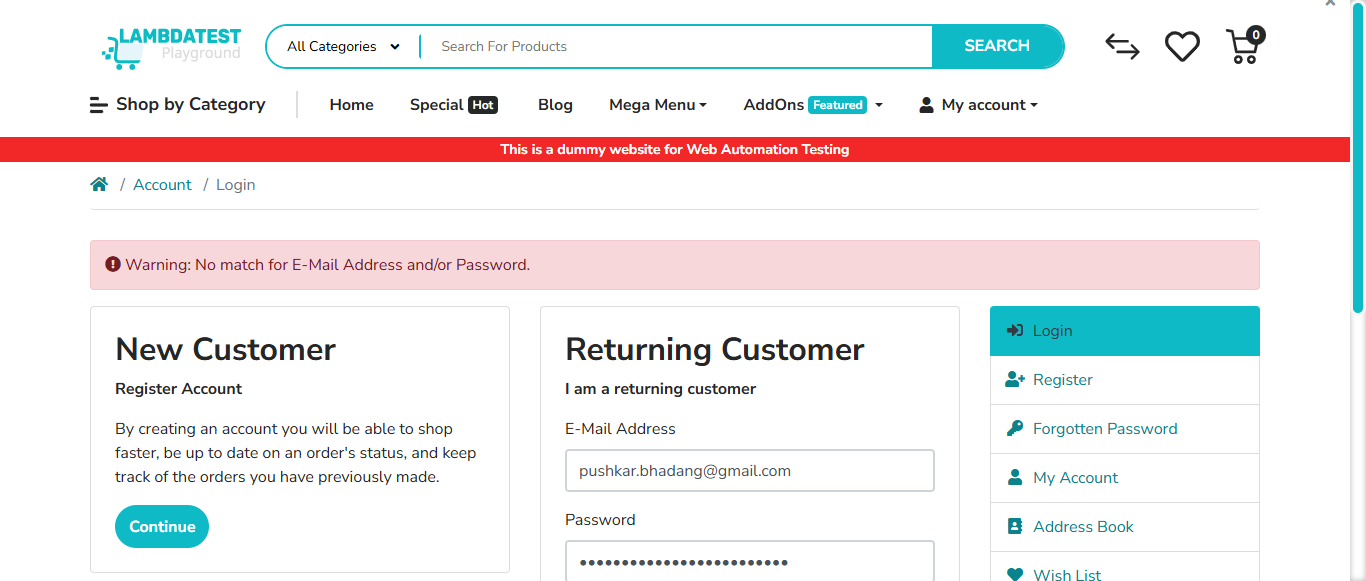 LAMBDATEST
Playground
All Categories
Search For Products
SEARCH
0
Shop by Category
Home
Special Hot
Blog
Mega Menu
AddOns Featured
My account
This is a dummy website for Web Automation Testing
/ Account / Login
Warning: No match for E-Mail Address and/or Password.
New Customer
Register Account
By creating an account you will be able to shop
faster, be up to date on an order's status, and keep
track of the orders you have previously made.
Continue
Returning Customer
I am a returning customer
E-Mail Address
pushkar.bhadang@gmail.com
Password
Login
Register
Forgotten Password
My Account
Address Book
Wish List